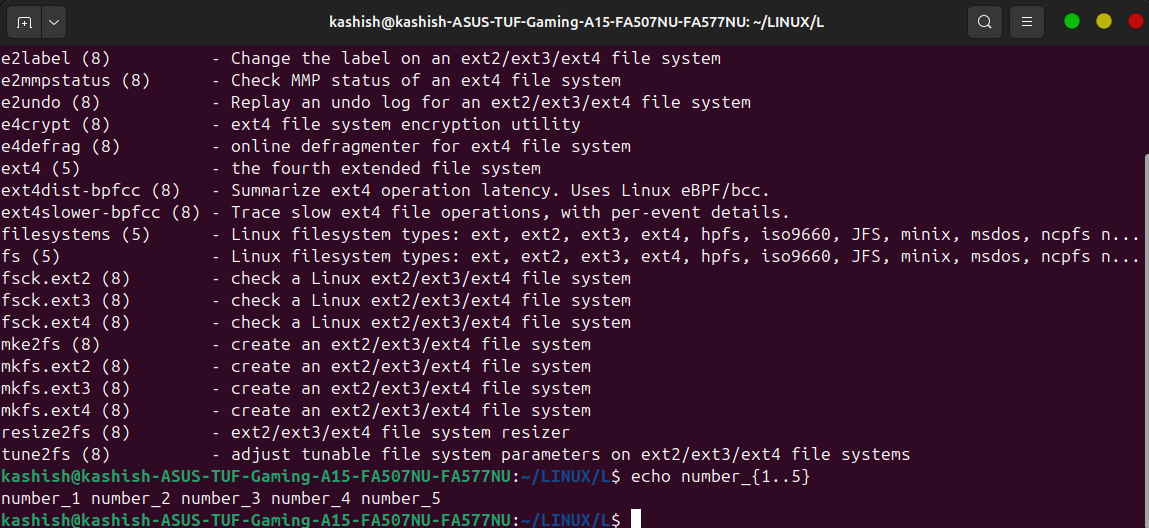 kashish@kashish-ASUS-TUF-Gaming-A15-FA507NU-FA577NU: ~/LINUX/L
e2label (8)          - Change the label on an ext2/ext3/ext4 file system
e2mmpstatus (8)      - Check MMP status of an ext4 file system
e2undo (8)           - Replay an undo log for an ext2/ext3/ext4 file system
e4crypt (8)          - ext4 file system encryption utility
e4defrag (8)         - online defragmenter for ext4 file system
ext4 (5)             - the fourth extended file system
ext4dist-bpfcc (8)   - Summarize ext4 operation latency. Uses Linux eBPF/bcc.
ext4slower-bpfcc (8) - Trace slow ext4 file operations, with per-event details.
filesystems (5)      - Linux filesystem types: ext, ext2, ext3, ext4, hpfs, iso9660, JFS, minix, msdos, ncpfs n...
fs (5)               - Linux filesystem types: ext, ext2, ext3, ext4, hpfs, iso9660, JFS, minix, msdos, ncpfs n...
fsck.ext2 (8)        - check a Linux ext2/ext3/ext4 file system
fsck.ext3 (8)        - check a Linux ext2/ext3/ext4 file system
fsck.ext4 (8)        - check a Linux ext2/ext3/ext4 file system
mke2fs (8)           - create an ext2/ext3/ext4 file system
mkfs.ext2 (8)        - create an ext2/ext3/ext4 file system
mkfs.ext3 (8)        - create an ext2/ext3/ext4 file system
mkfs.ext4 (8)        - create an ext2/ext3/ext4 file system
resize2fs (8)        - ext2/ext3/ext4 file system resizer
tune2fs (8)          - adjust tunable file system parameters on ext2/ext3/ext4 file systems
kashish@kashish-ASUS-TUF-Gaming-A15-FA507NU-FA577NU:~/LINUX/L$ echo number_{1..5}
number_1 number_2 number_3 number_4 number_5
kashish@kashish-ASUS-TUF-Gaming-A15-FA507NU-FA577NU:~/LINUX/L$